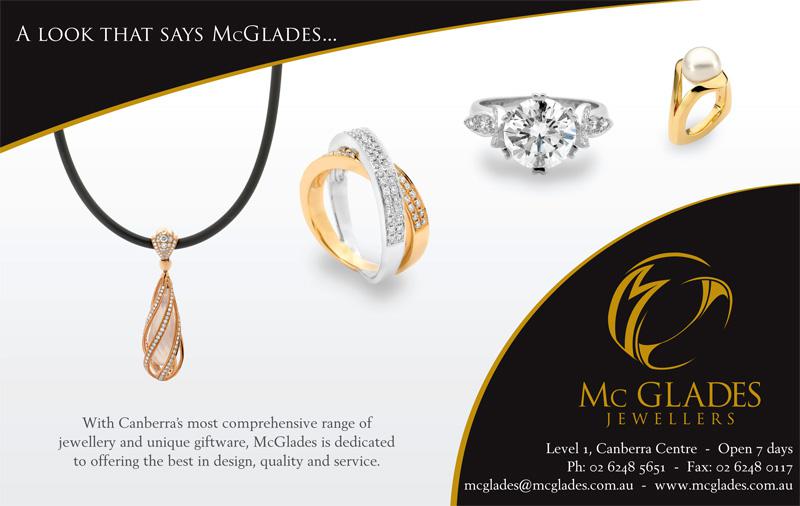 A LOOK THAT SAYS McGLADES...
With Canberra's most comprehensive range of
jewellery and unique giftware, McGlades is dedicated
to offering the best in design, quality and service.
Mc GLADES
JEWELLERS
Level 1, Canberra Centre - Open 7 days
Ph: 02 6248 5651 - Fax: 02 6248 0117
mcglades@mcglades.com.au - www.mcglades.com.au